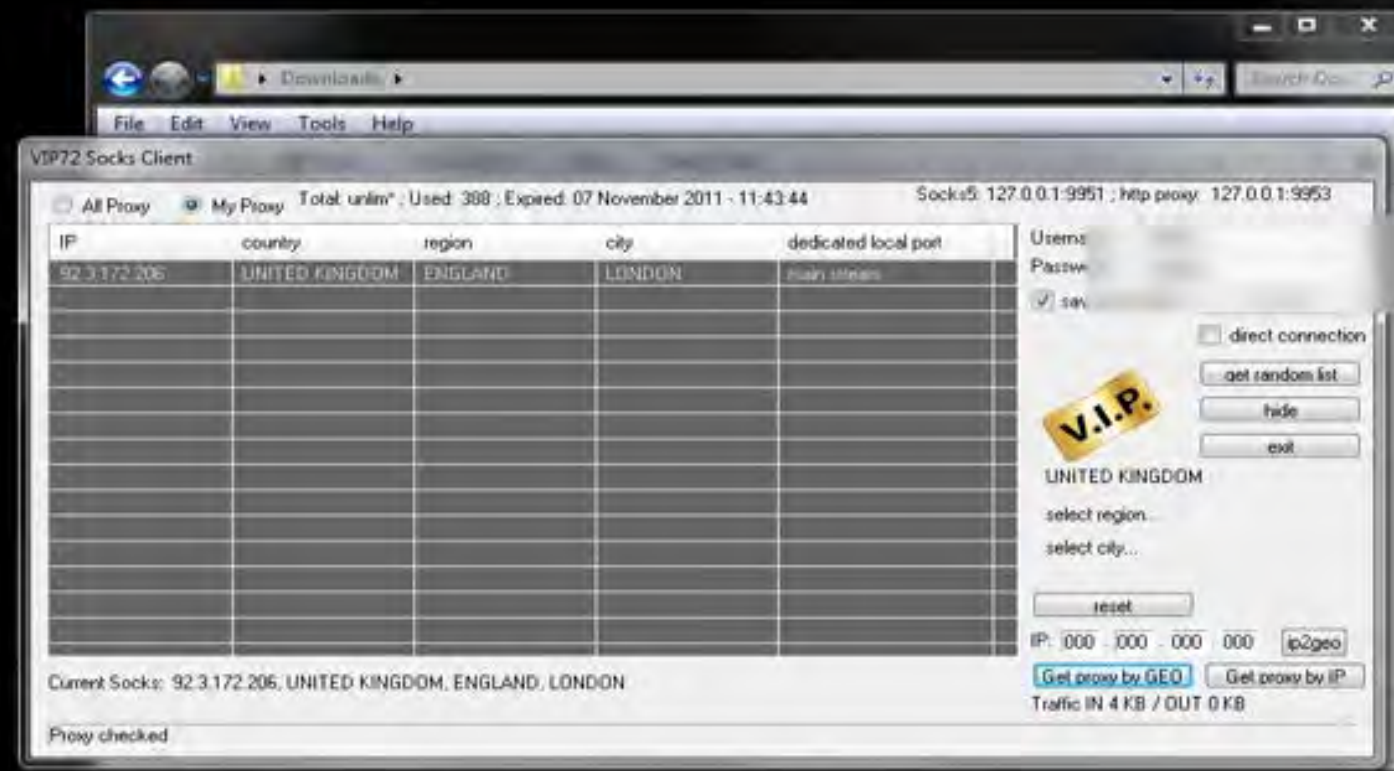 Downloads
File Edit View Tools Help
VIP72 Socks Client
All Proxy My Proxy Total: unlim* ; Used: 388 ; Expired: 07 November 2011 - 11:43:44 Socks5: 127.0.0.1:9951 ; http proxy: 127.0.0.1:9953
IP country region city dedicated local port
92.3.172.206 UNITED KINGDOM ENGLAND LONDON main stream
Userna
Passw
sav
direct connection
get random list
hide
exit
V.I.P.
UNITED KINGDOM
select region...
select city...
reset
IP: 000 . 000 . 000 . 000 ip2geo
Get proxy by GEO Get proxy by IP
Traffic IN 4 KB / OUT 0 KB
Current Socks: 92.3.172.206, UNITED KINGDOM, ENGLAND, LONDON
Proxy checked